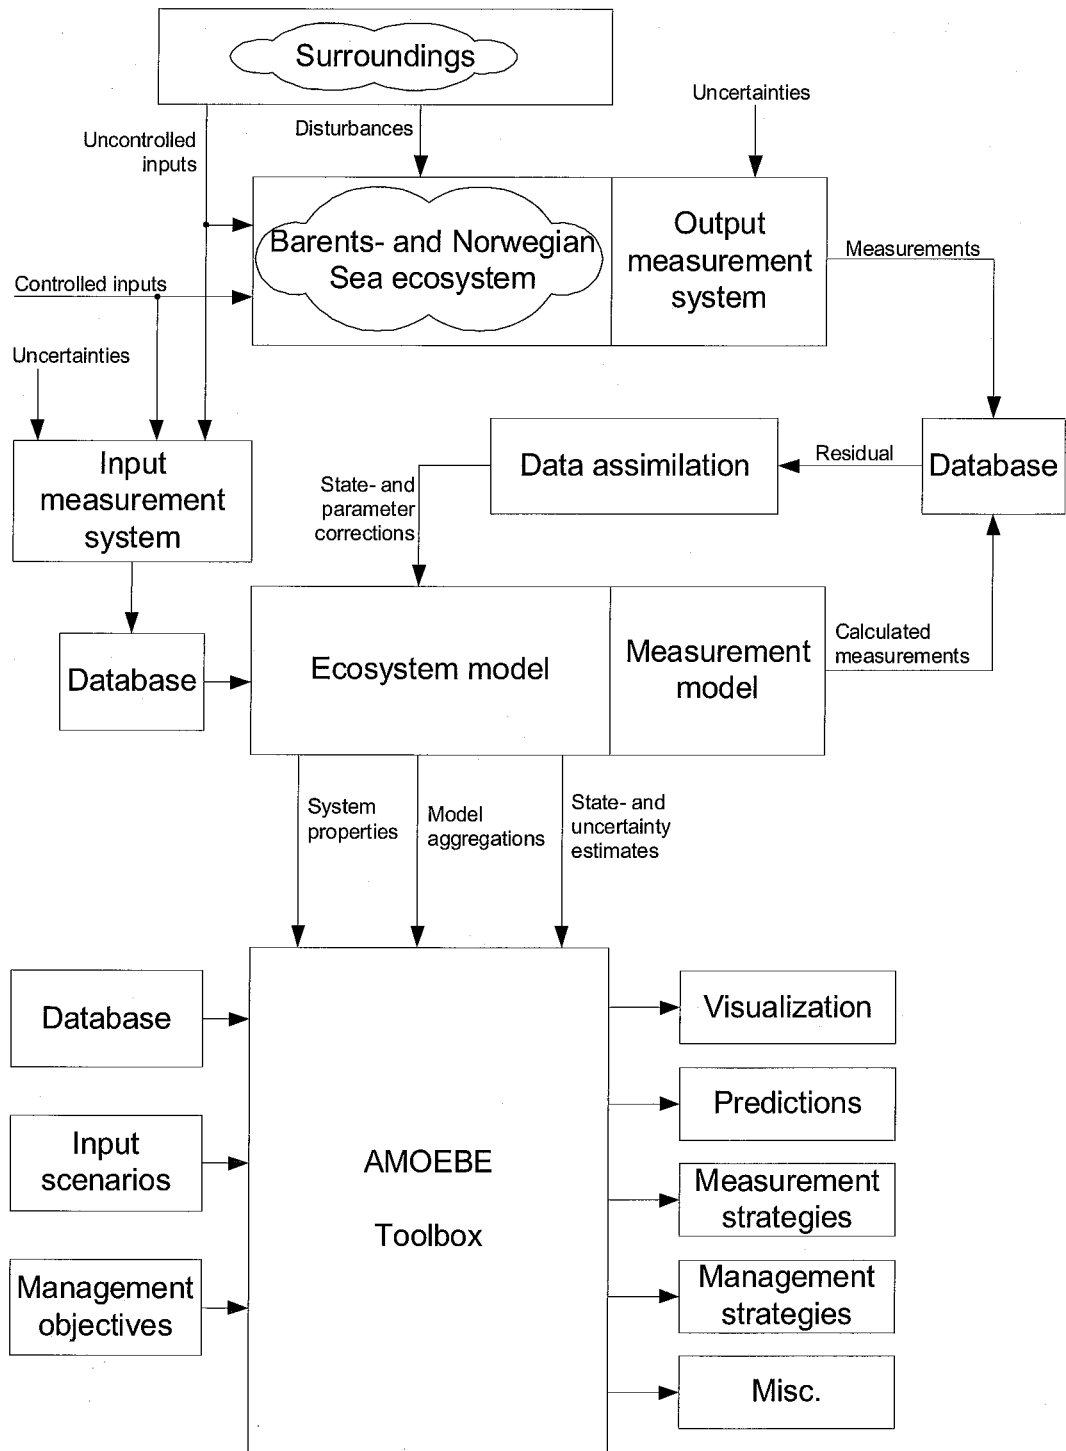 Surroundings
Uncertainties
Disturbances
Uncontrolled
inputs
Barents- and Norwegian
Sea ecosystem
Output
measurement
system
Measurements
Controlled inputs
Uncertainties
Input
measurement
system
Data assimilation
Residual
Database
State- and
parameter
corrections
Database
Ecosystem model
Measurement
model
Calculated
measurements
System
properties
Model
aggregations
State- and
uncertainty
estimates
Database
Input
scenarios
Management
objectives
AMOEBE
Toolbox
Visualization
Predictions
Measurement
strategies
Management
strategies
Misc.